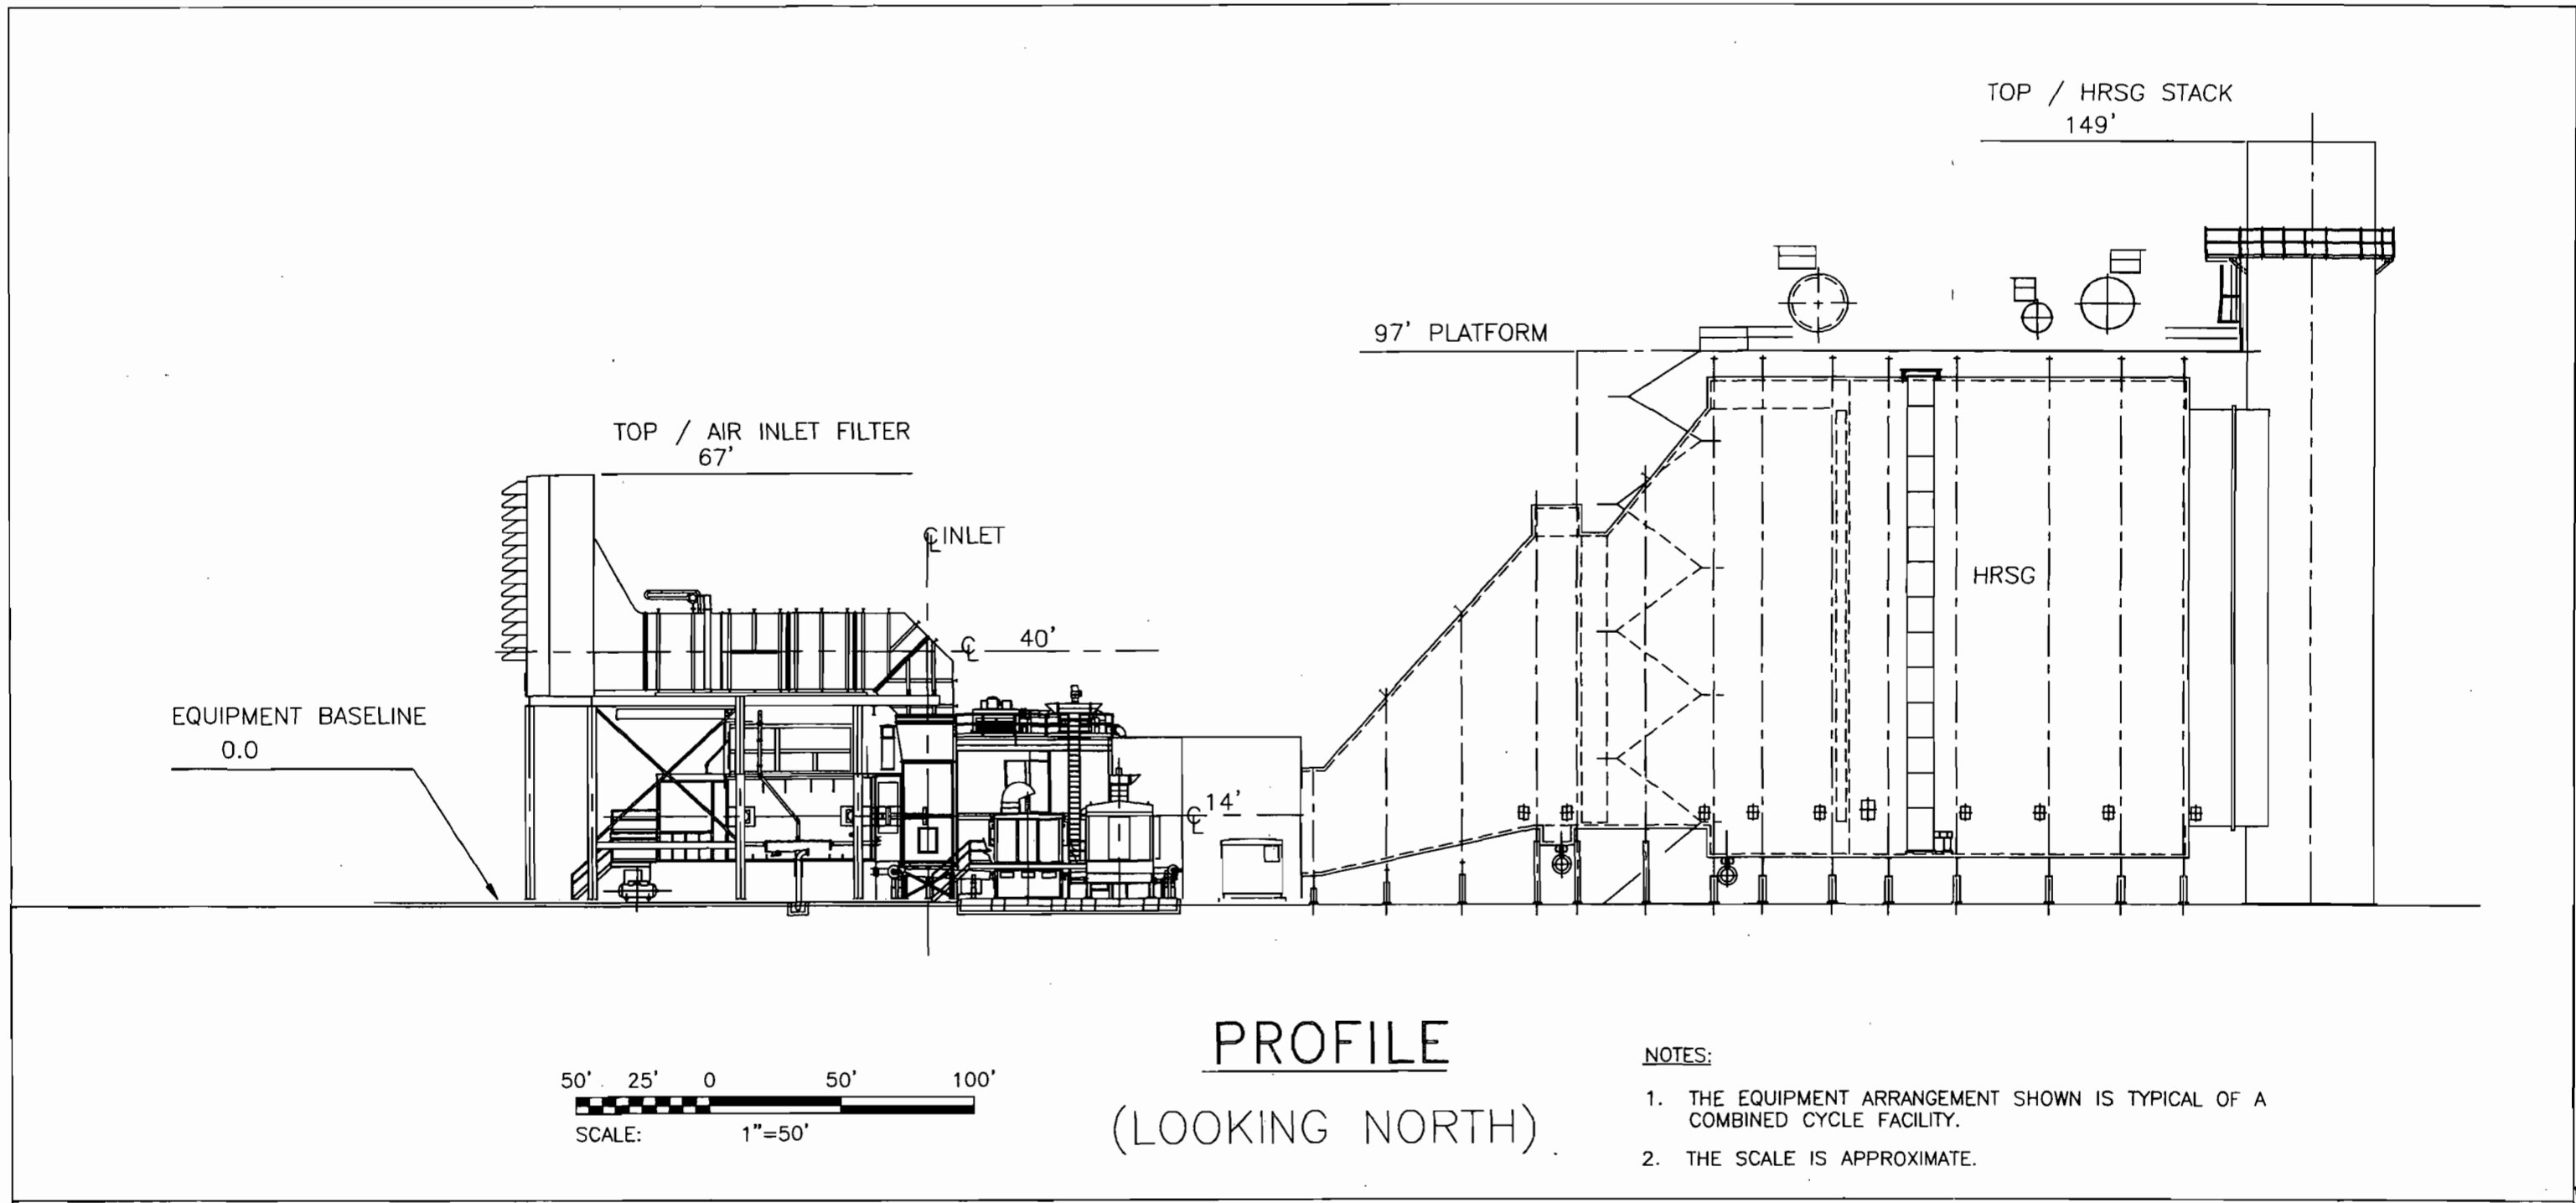 TOP / HRSG STACK
149'
97' PLATFORM
TOP / AIR INLET FILTER
67'
℄ INLET
HRSG
℄ 40'
EQUIPMENT BASELINE
0.0
℄ 14'
PROFILE
(LOOKING NORTH)
50' 25' 0 50' 100'
SCALE: 1"=50'
NOTES:
1. THE EQUIPMENT ARRANGEMENT SHOWN IS TYPICAL OF A
COMBINED CYCLE FACILITY.
2. THE SCALE IS APPROXIMATE.